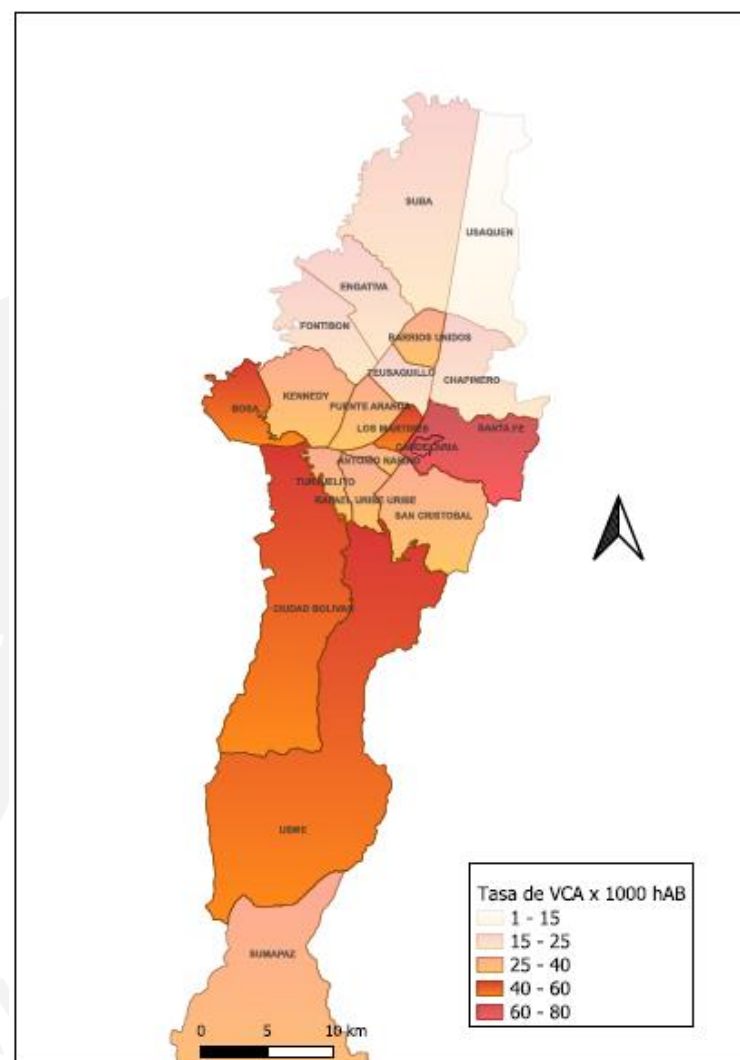 SUBA
USAQUEN
ENGATIVA
FONTIBON
BARRIOS UNIDOS
TEUSAQUILLO
CHAPINERO
KENNEDY
BOSA
PUENTE ARANDA
LOS MARTIRES
SANTA FE
CANDELARIA
ANTONIO NARIÑO
TUNJUELITO
RAFAEL URIBE URIBE
SAN CRISTOBAL
CIUDAD BOLIVAR
USME
SUMAPAZ
Tasa de VCA x 1000 hAB
1 - 15
15 - 25
25 - 40
40 - 60
60 - 80
0 5 10 km